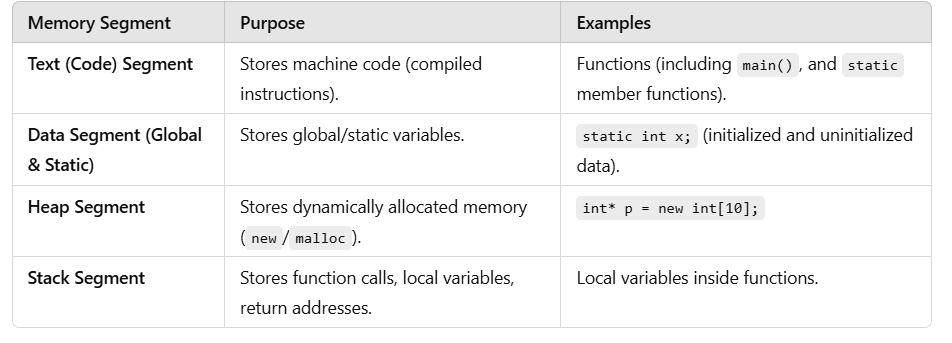 Memory Segment Purpose Examples
Text (Code) Segment Stores machine code (compiled Functions (including main() , and static
instructions). member functions).
Data Segment (Global Stores global/static variables. static int x; (initialized and uninitialized
& Static) data).
Heap Segment Stores dynamically allocated memory int* p = new int[10];
( new / malloc ).
Stack Segment Stores function calls, local variables, Local variables inside functions.
return addresses.